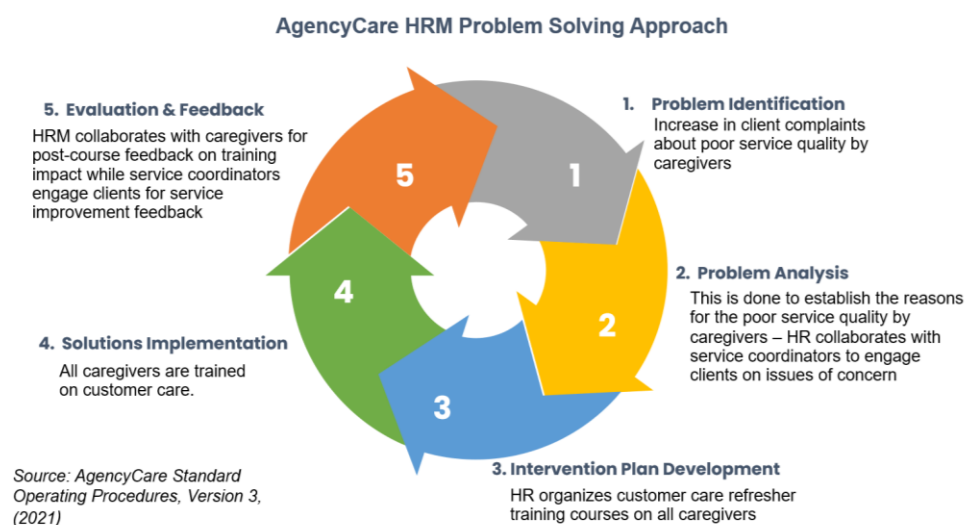 AgencyCare HRM Problem Solving Approach
1. Problem Identification
Increase in client complaints
about poor service quality by
caregivers
2. Problem Analysis
This is done to establish the reasons
for the poor service quality by
caregivers – HR collaborates with
service coordinators to engage
clients on issues of concern
3. Intervention Plan Development
HR organizes customer care refresher
training courses on all caregivers
4. Solutions Implementation
All caregivers are trained
on customer care.
5. Evaluation & Feedback
HRM collaborates with caregivers for
post-course feedback on training
impact while service coordinators
engage clients for service
improvement feedback
1
2
3
4
5
Source: AgencyCare Standard
Operating Procedures, Version 3,
(2021)